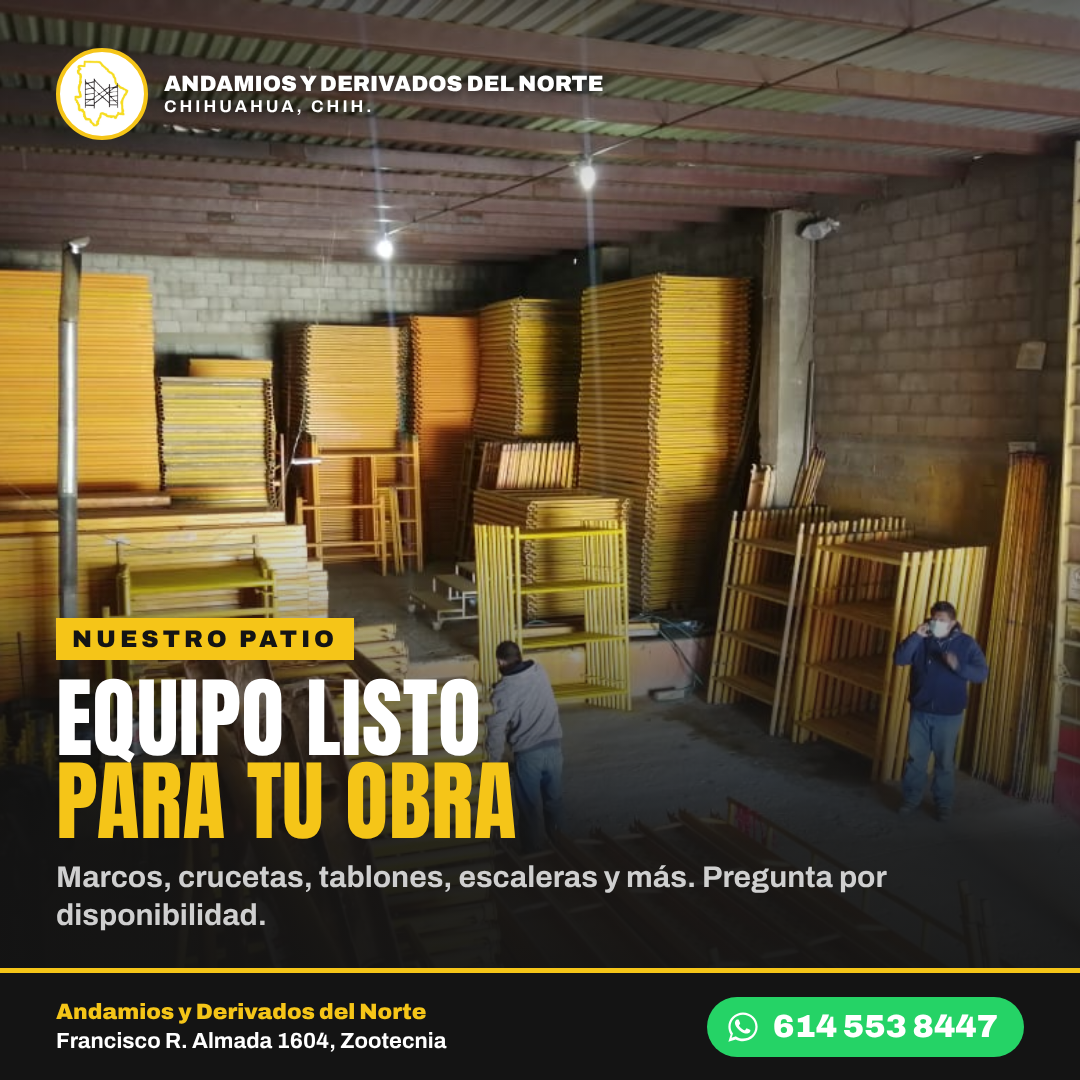 ANDAMIOS Y DERIVADOS DEL NORTE
CHIHUAHUA, CHIH.
NUESTRO PATIO
EQUIPO LISTO
PARA TU OBRA
Marcos, crucetas, tablones, escaleras y más. Pregunta por
disponibilidad.
Andamios y Derivados del Norte
Francisco R. Almada 1604, Zootecnia
614 553 8447